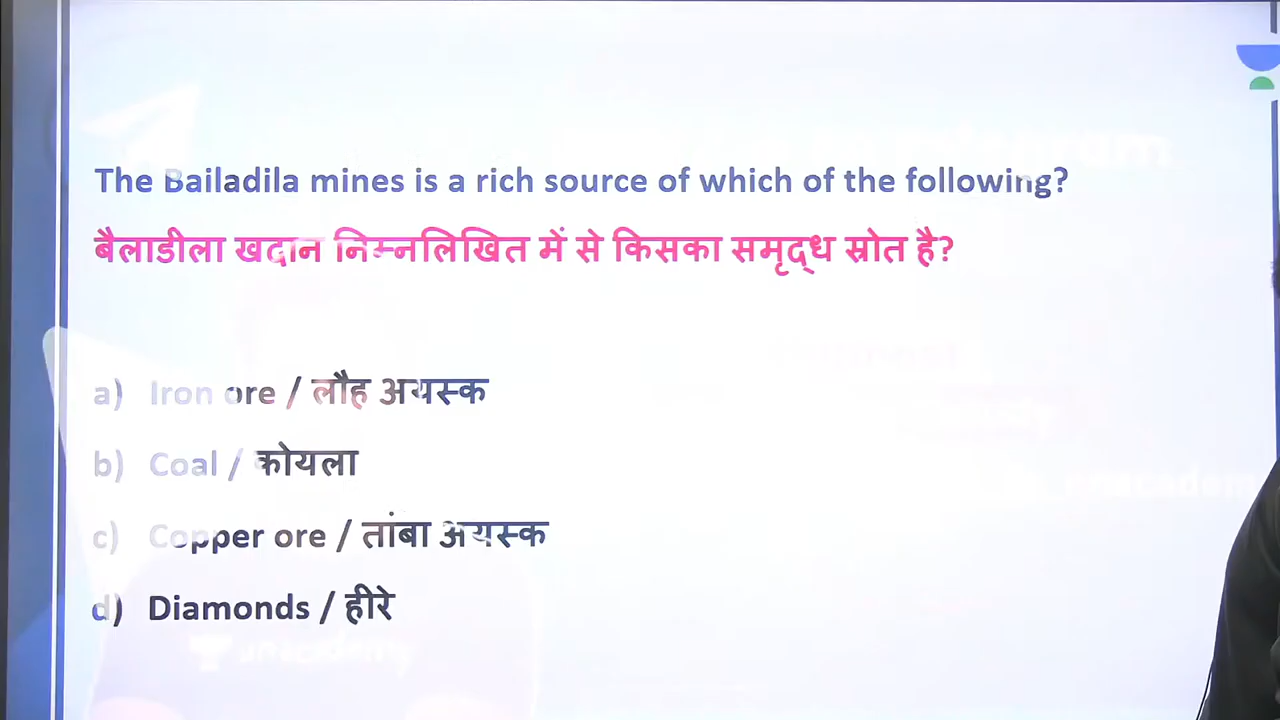 The Bailadila mines is a rich source of which of the following?
बैलाडीला खदान निम्नलिखित में से किसका समृद्ध स्रोत है?
a) Iron ore / लौह अयस्क
b) Coal / कोयला
c) Copper ore / तांबा अयस्क
d) Diamonds / हीरे
unacademy